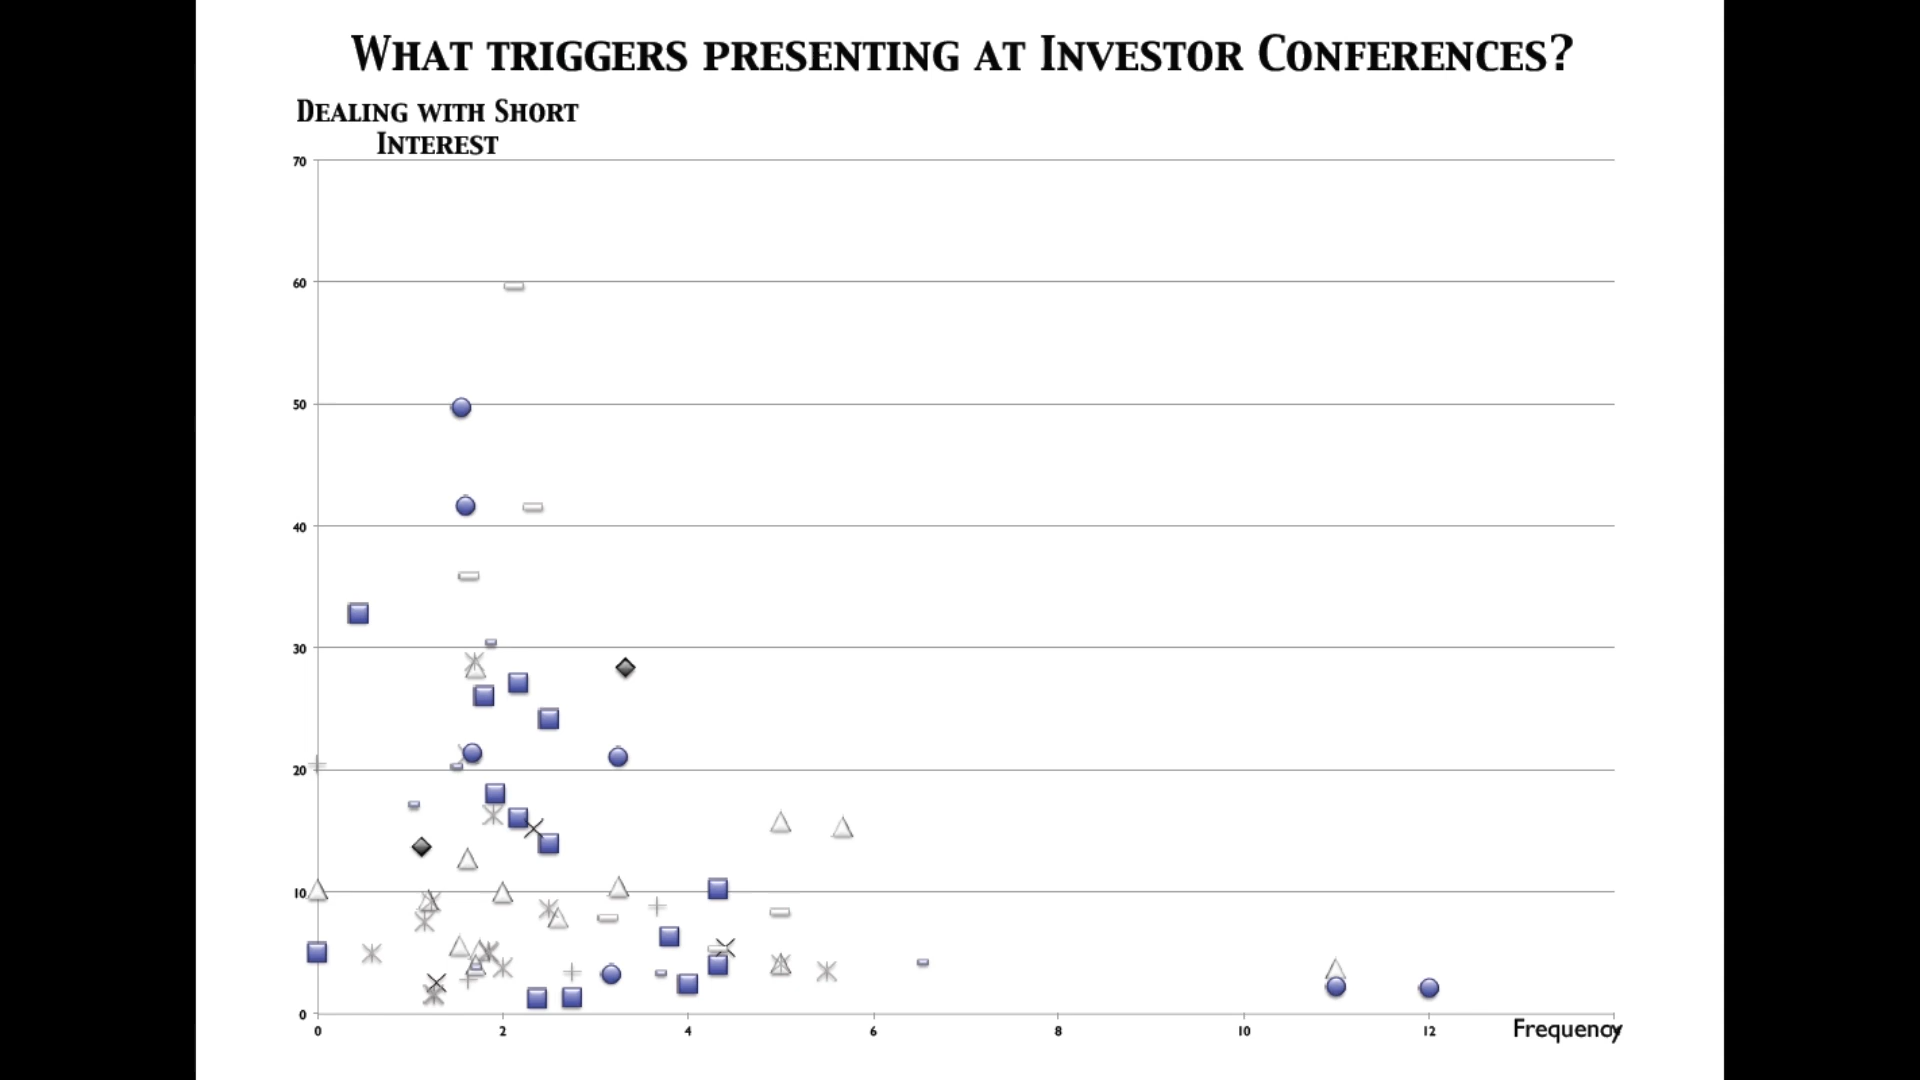 What triggers presenting at Investor Conferences?
Dealing with Short
Interest
70
60
50
40
30
20
10
0
0 2 4 6 8 10 12
Frequency